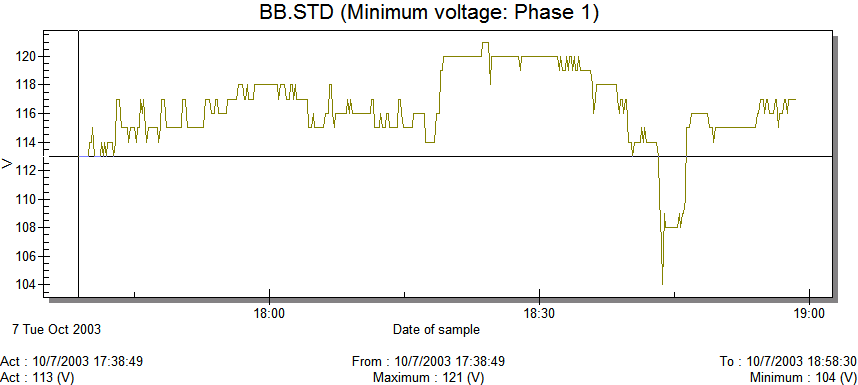 BB.STD (Minimum voltage: Phase 1)
120
118
116
114
V
112
110
108
106
104
18:00 18:30 19:00
7 Tue Oct 2003 Date of sample
Act : 10/7/2003 17:38:49 From : 10/7/2003 17:38:49 To : 10/7/2003 18:58:30
Act : 113 (V) Maximum : 121 (V) Minimum : 104 (V)